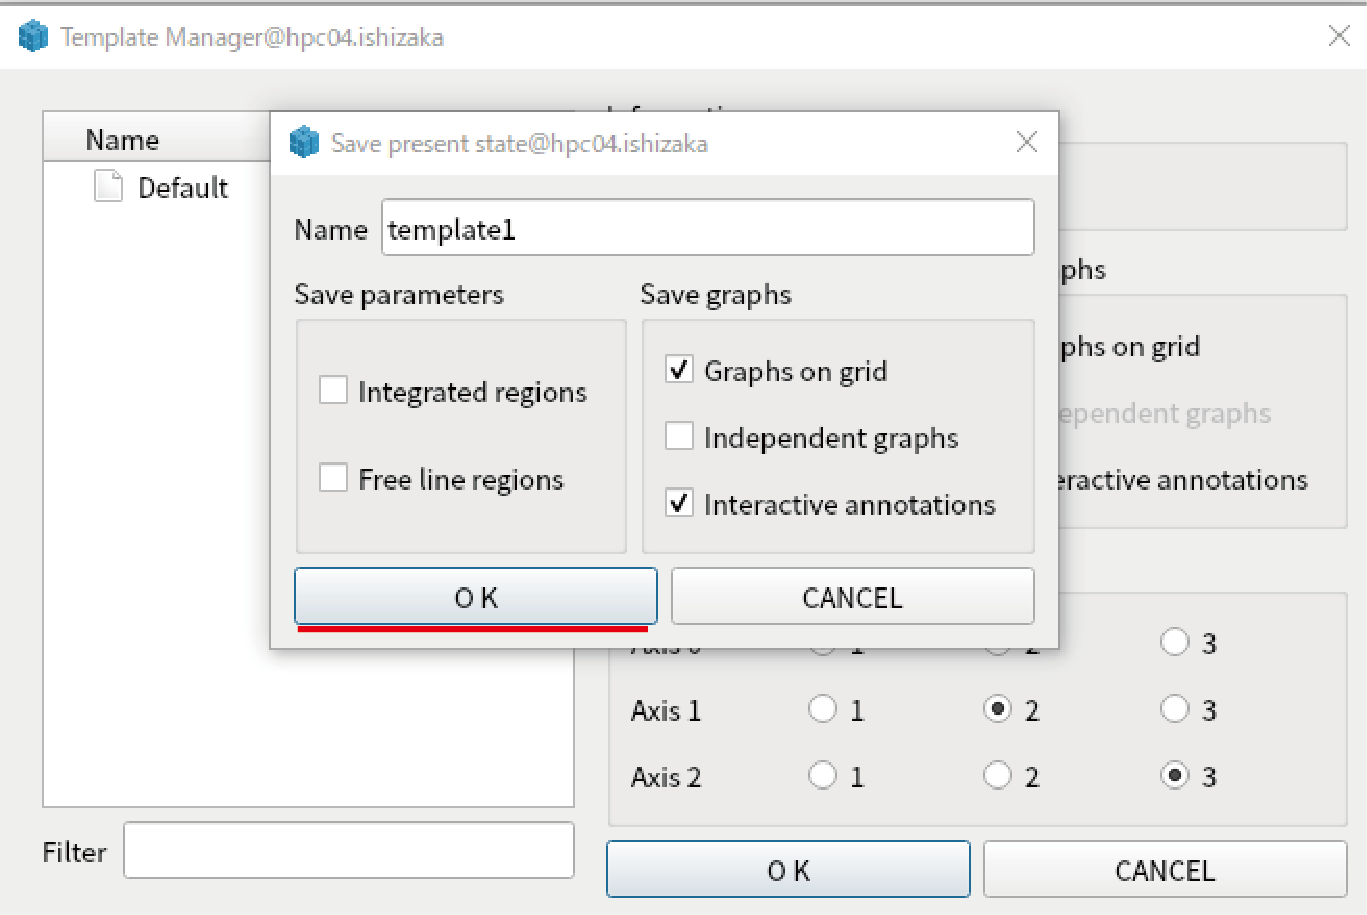 Template Manager@hpc04.ishizaka
Name
Default
Save present state@hpc04.ishizaka
Name template1
Save parameters
Integrated regions
Free line regions
Save graphs
Graphs on grid
Independent graphs
Interactive annotations
O K CANCEL
phs
phs on grid
ependent graphs
eractive annotations
1 2 3
Axis 1 1 2 3
Axis 2 1 2 3
Filter
O K CANCEL